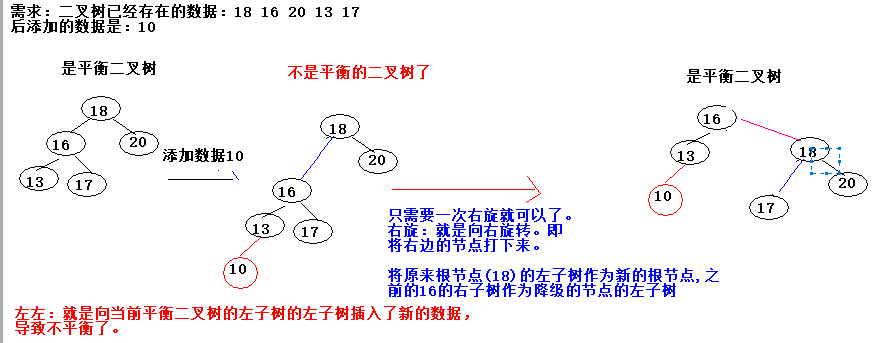 需求：二叉树已经存在的数据：18 16 20 13 17
后添加的数据是：10
是平衡二叉树
不是平衡的二叉树了
是平衡二叉树
18
16
20
13
17
添加数据10
18
20
16
13
17
10
16
13
18
10
17
20
只需要一次右旋就可以了。
右旋：就是向右旋转。即
将右边的节点打下来。
将原来根节点(18)的左子树作为新的根节点,之
前的16的右子树作为降级的节点的左子树
左左：就是向当前平衡二叉树的左子树的左子树插入了新的数据，
导致不平衡了。